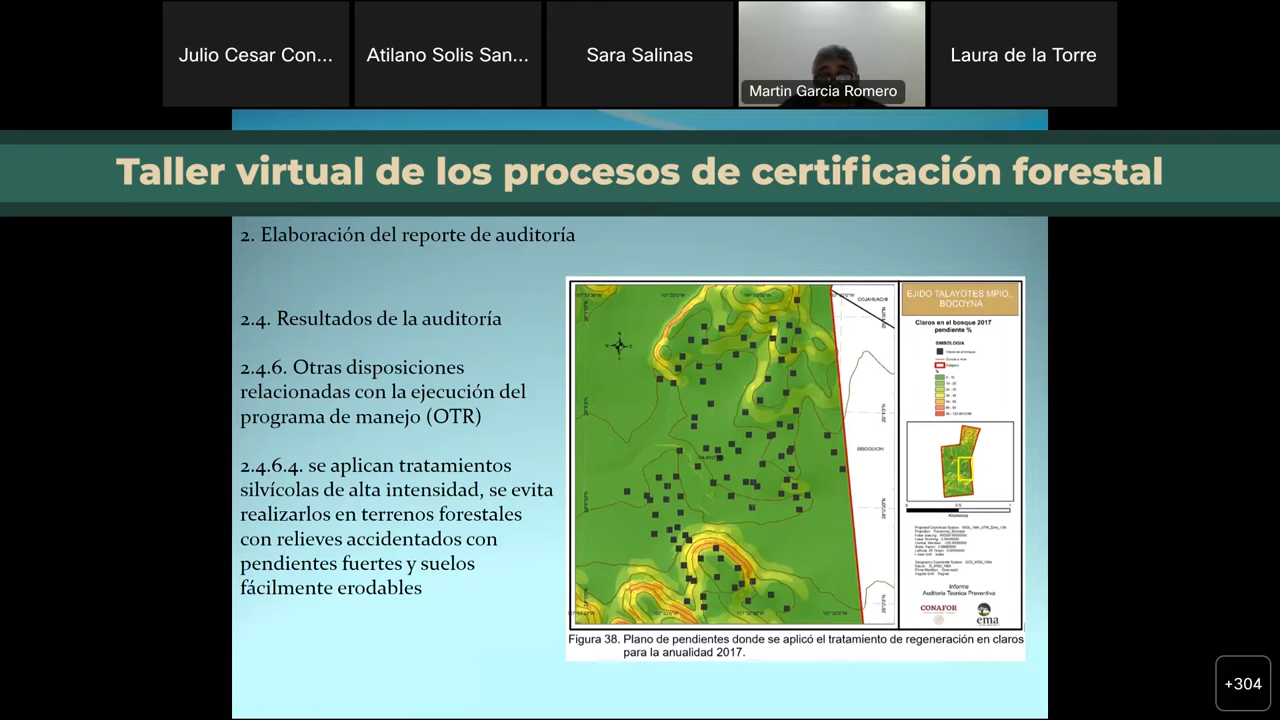 Julio Cesar Con...
Atilano Solis San...
Sara Salinas
Martin Garcia Romero
Laura de la Torre
Taller virtual de los procesos de certificación forestal
2. Elaboración del reporte de auditoría
2.4. Resultados de la auditoría
2.4.6. Otras disposiciones
relacionadas con la ejecución del
programa de manejo (OTR)
2.4.6.4. se aplican tratamientos
silvícolas de alta intensidad, se evita
realizarlos en terrenos forestales
con relieves accidentados con
pendientes fuertes y suelos
fácilmente erodables
EJIDO TALAYOTES MPIO.,
BOCOYNA
Claros en el bosque 2017
pendiente %
SIMBOLOGIA
Kilometros
Informe
Auditoria Tecnica Preventiva
CONAFOR
ema
Figura 38. Plano de pendientes donde se aplicó el tratamiento de regeneración en claros
para la anualidad 2017.
+304